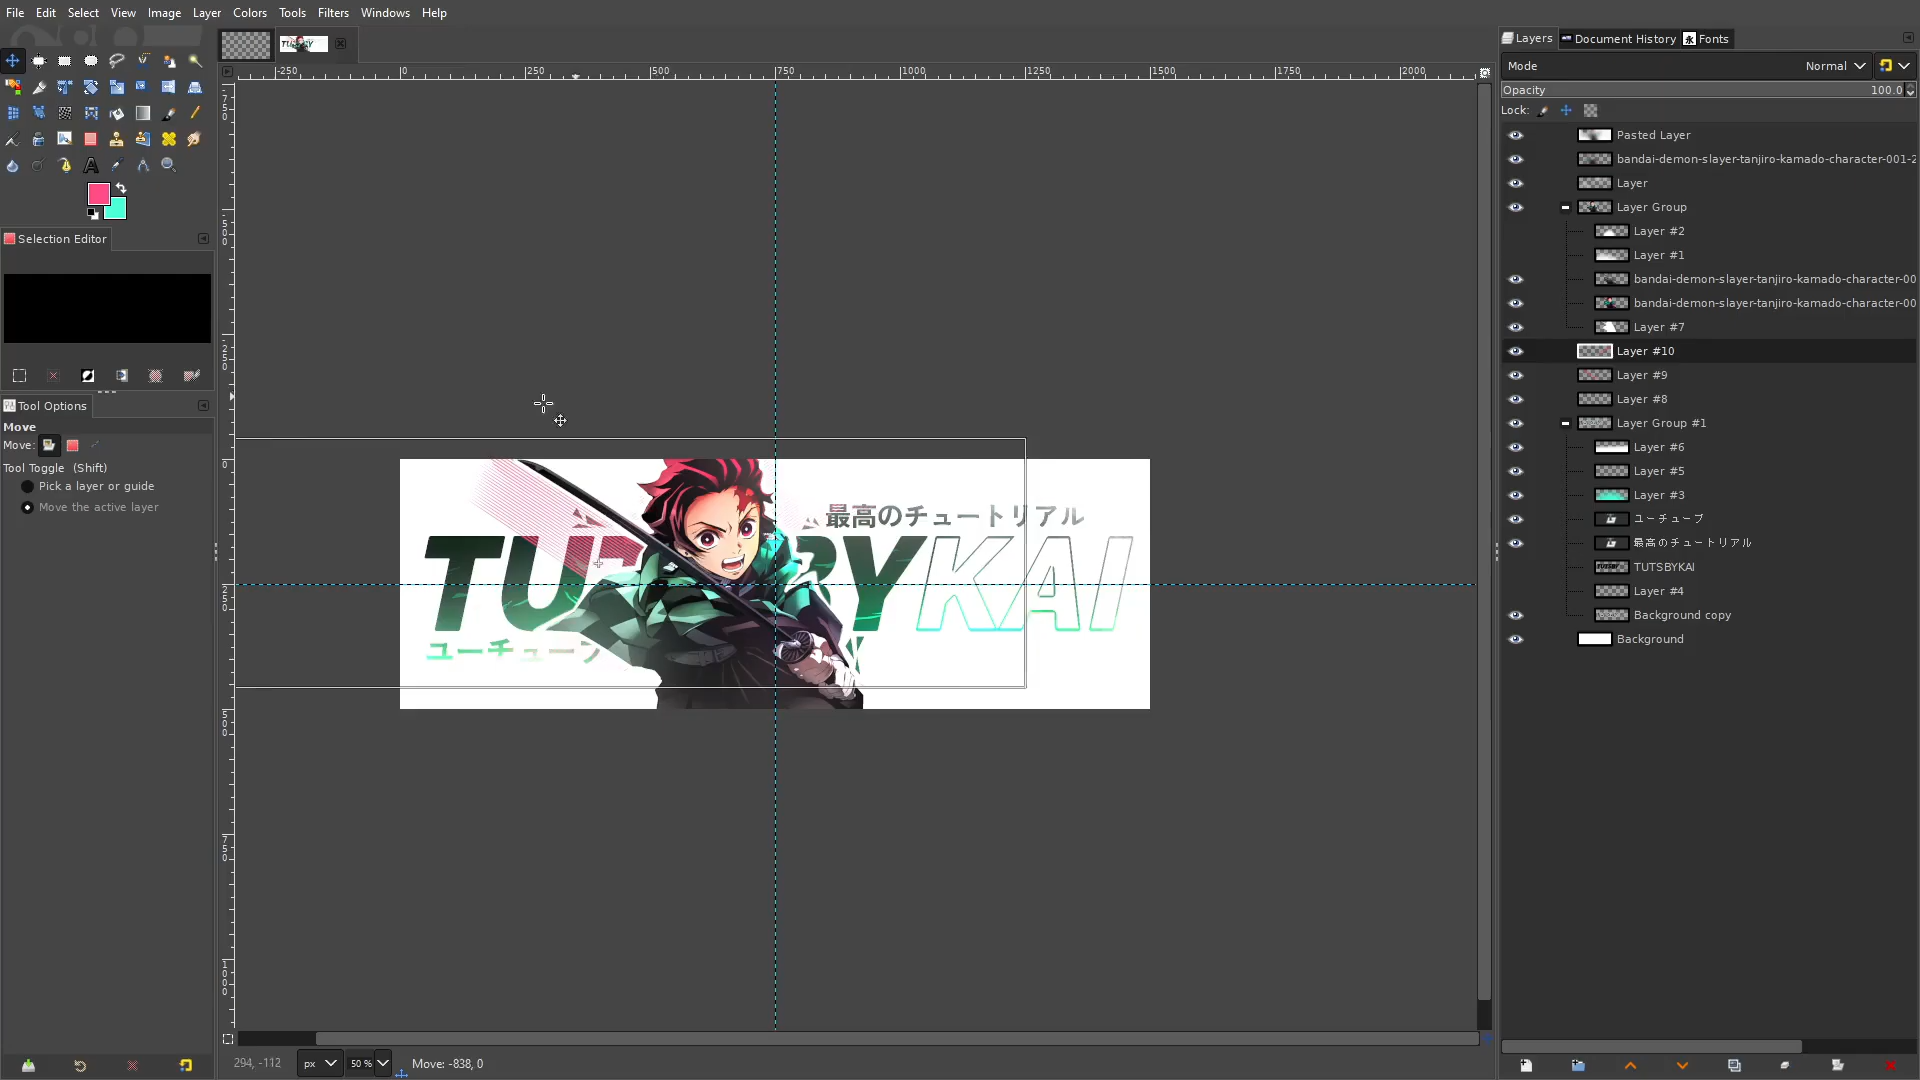 File Edit Select View Image Layer Colors Tools Filters Windows Help
Layers Document History Fonts
-250 0 250 500 750 1000 1250 1500 1750 2000
Mode Normal
Opacity 100.0
Lock:
Pasted Layer
bandai-demon-slayer-tanjiro-kamado-character-001-2
Layer
Layer Group
Layer #2
Layer #1
bandai-demon-slayer-tanjiro-kamado-character-00
bandai-demon-slayer-tanjiro-kamado-character-00
Layer #7
Layer #10
Layer #9
Layer #8
Layer Group #1
Layer #6
Layer #5
Layer #3
ユーチューブ
最高のチュートリアル
TUTSBYKAI
Layer #4
Background copy
Background
Selection Editor
Tool Options
Move
Move:
Tool Toggle (Shift)
Pick a layer or guide
Move the active layer
最高のチュートリアル
TUT BYKAI
ユーチューブ
294, -112 px 50 % Move: -838, 0